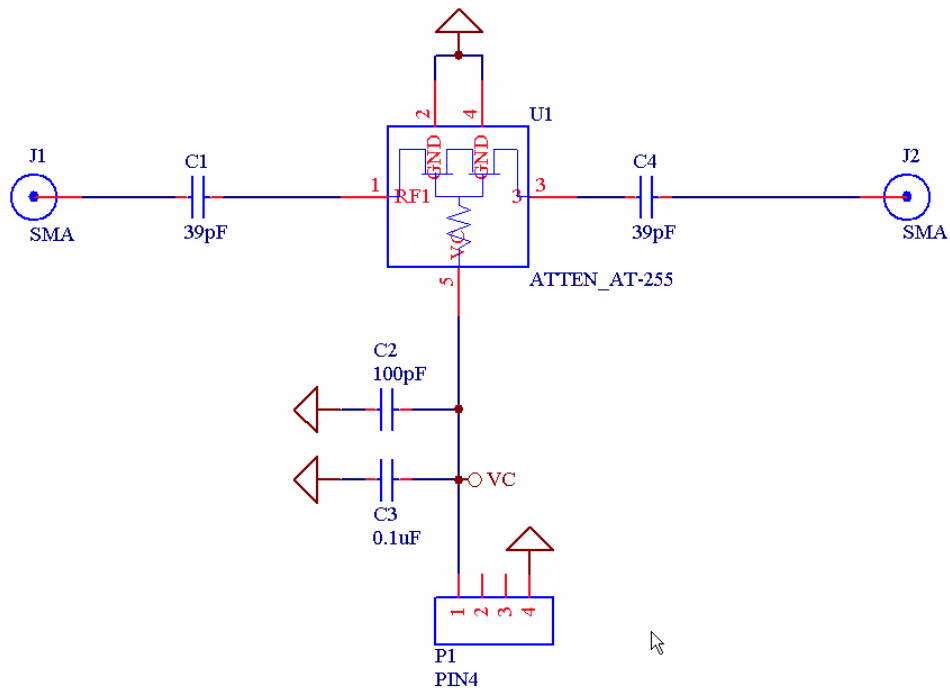 2
4
U1
J1
C1
GND
GND
C4
J2
1
RF1
3
3
SMA
39pF
VC
39pF
SMA
5
ATTEN_AT-255
C2
100pF
VC
C3
0.1uF
1
2
3
4
P1
PIN4